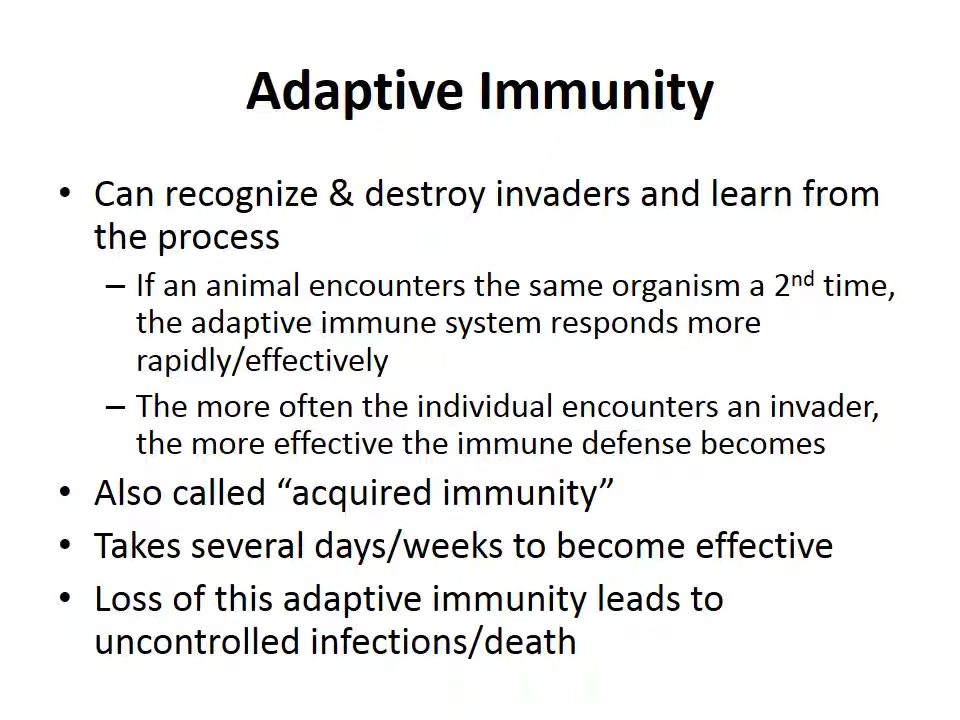 Adaptive Immunity
• Can recognize & destroy invaders and learn from
the process
– If an animal encounters the same organism a 2nd time,
the adaptive immune system responds more
rapidly/effectively
– The more often the individual encounters an invader,
the more effective the immune defense becomes
• Also called “acquired immunity”
• Takes several days/weeks to become effective
• Loss of this adaptive immunity leads to
uncontrolled infections/death